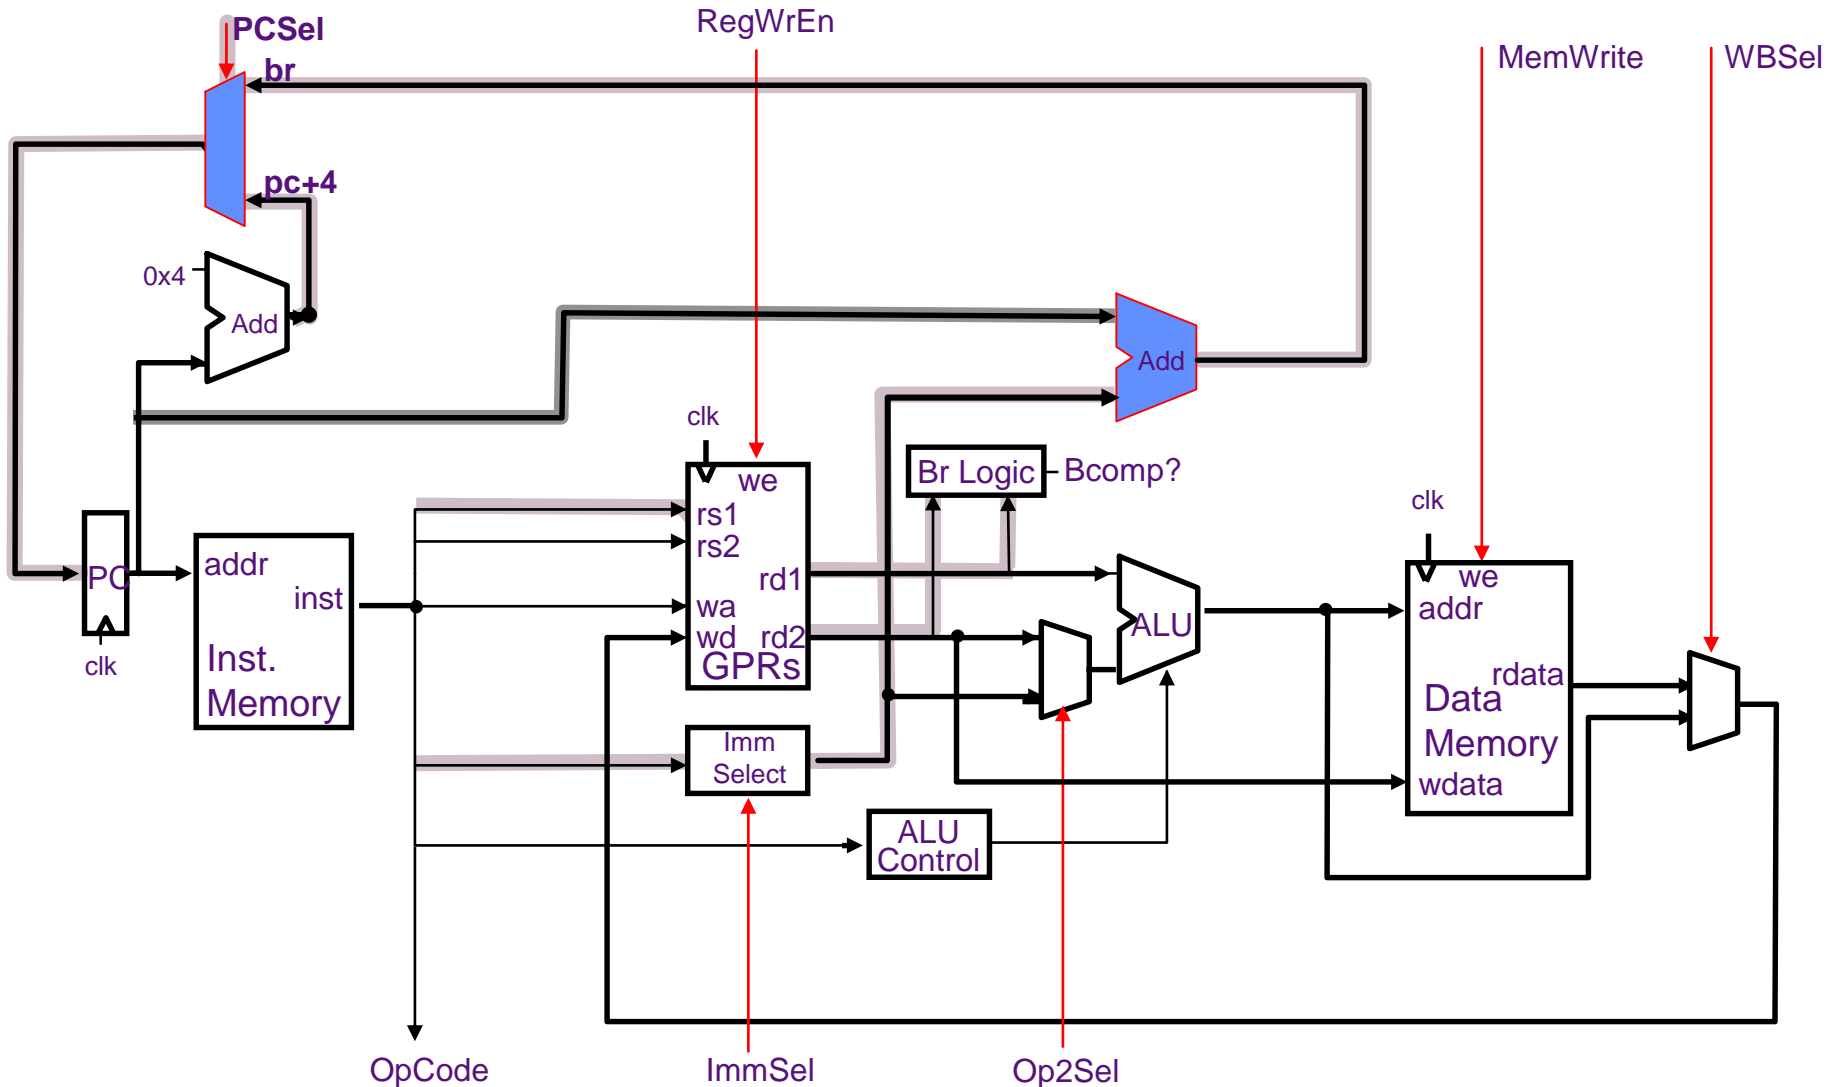 PCSel
RegWrEn
MemWrite
WBSel
br
pc+4
0x4
Add
Add
clk
we
rs1
rs2
rd1
wa
wd
rd2
GPRs
Br Logic
Bcomp?
clk
PC
clk
addr
inst
Inst.
Memory
ALU
we
addr
rdata
Data
Memory
wdata
Imm
Select
ALU
Control
OpCode
ImmSel
Op2Sel